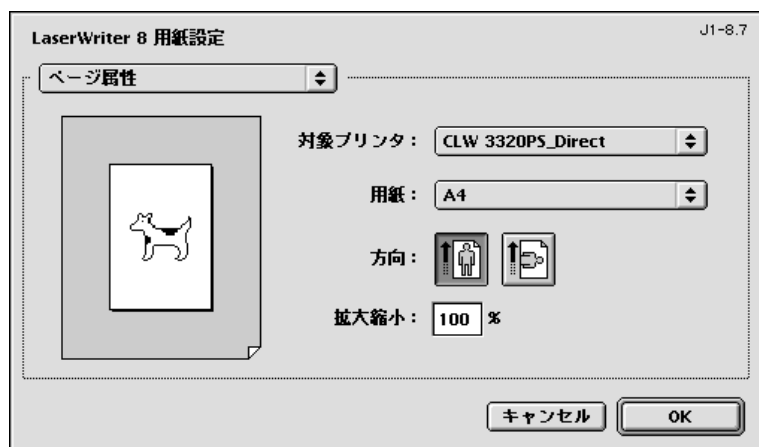 LaserWriter 8 用紙設定
J1-8.7
ページ属性
対象プリンタ： CLW 3320PS_Direct
用紙： A4
方向：
拡大縮小： 100 %
キャンセル
OK